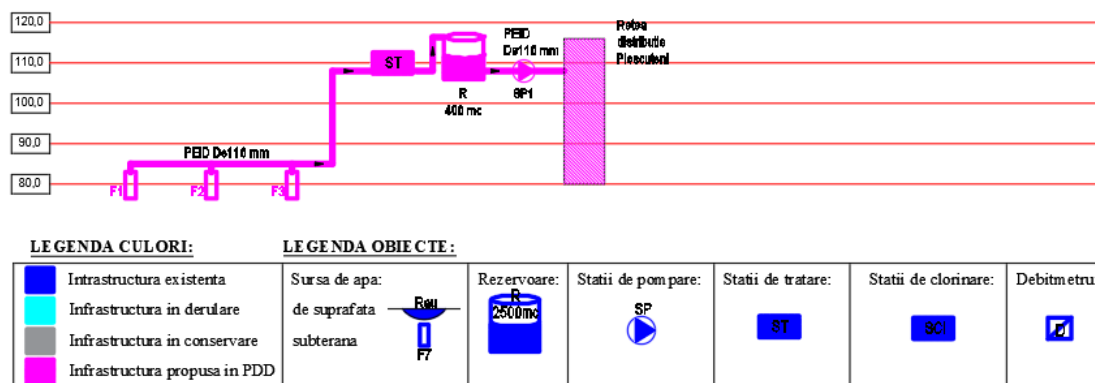 120,0
110,0
100,0
90,0
80,0
PEID De110 mm
F1
F2
F3
ST
R
400 mc
PEID
De110 mm
SP1
Retea
distributie
Ploscuteni
LEGENDA CULORI:
Intrastructura existenta
Infrastructura in derulare
Infrastructura in conservare
Infrastructura propusa in PDD
LEGENDA OBIECTE:
Sursa de apa:
de suprafata
Rau
subterana
F7
Rezervoare:
R
2500mc
Statii de pompare:
SP
Statii de tratare:
ST
Statii de clorinare:
SCl
Debitmetru
D